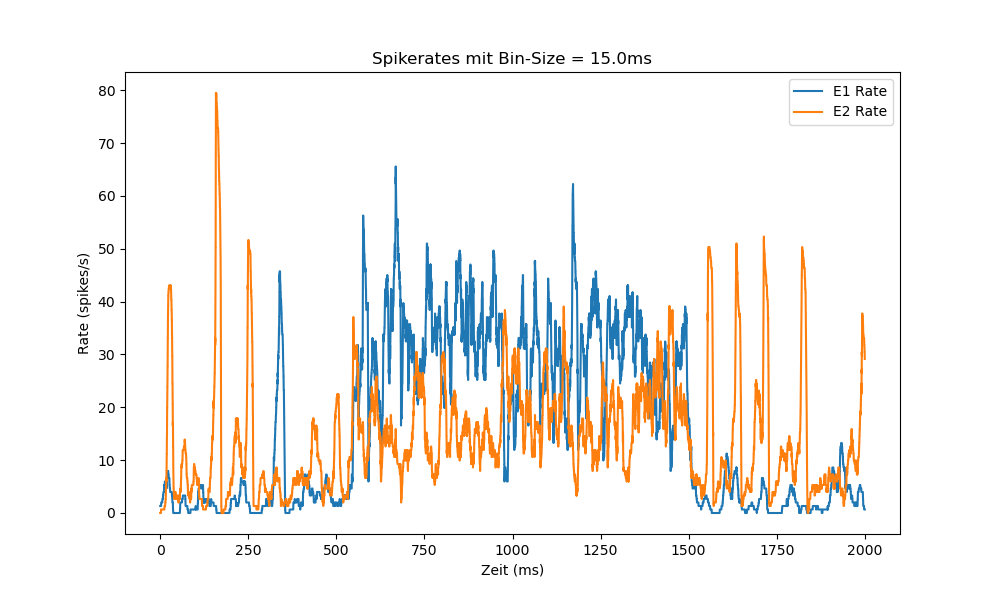 Spikerates mit Bin-Size = 15.0ms
E1 Rate
E2 Rate
80
70
60
50
40
30
20
10
0
Rate (spikes/s)
0 250 500 750 1000 1250 1500 1750 2000
Zeit (ms)